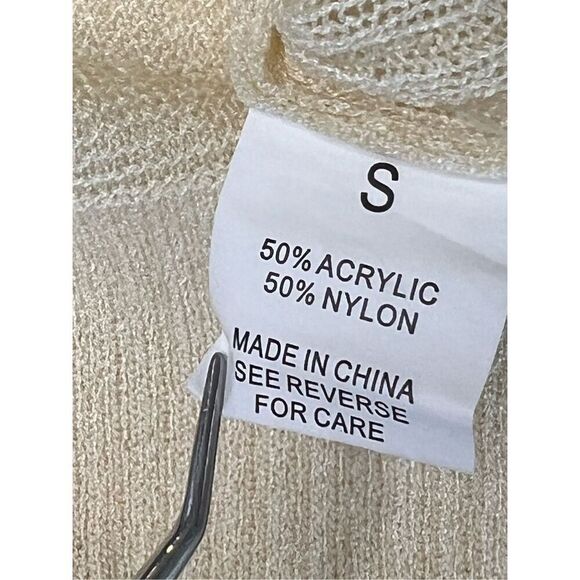 S
50% ACRYLIC
50% NYLON
MADE IN CHINA
SEE REVERSE
FOR CARE